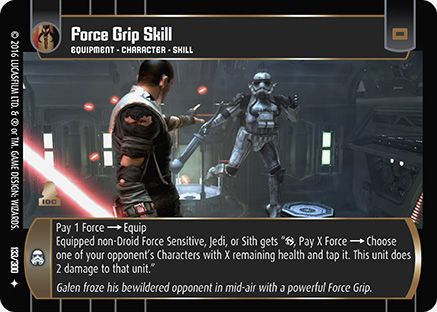 Force Grip Skill
EQUIPMENT - CHARACTER - SKILL
© 2016 LUCASFILM LTD. & ® or TM. GAME DESIGN: WIZARDS.
133/300
IDC
Pay 1 Force → Equip
Equipped non-Droid Force Sensitive, Jedi, or Sith gets “, Pay X Force → Choose
one of your opponent's Characters with X remaining health and tap it. This unit does
2 damage to that unit.”
Galen froze his bewildered opponent in mid-air with a powerful Force Grip.